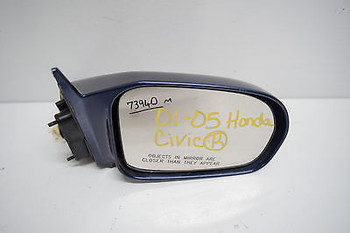 73940 M
01-05 Honda
Civic R
OBJECTS IN MIRROR ARE
CLOSER THAN THEY APPEAR